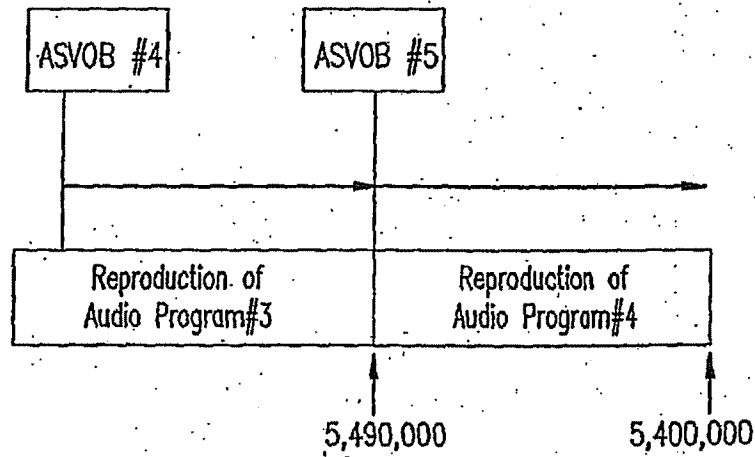 ASVOB #4
ASVOB #5
Reproduction of
Audio Program#3
Reproduction of
Audio Program#4
5,490,000
5,400,000